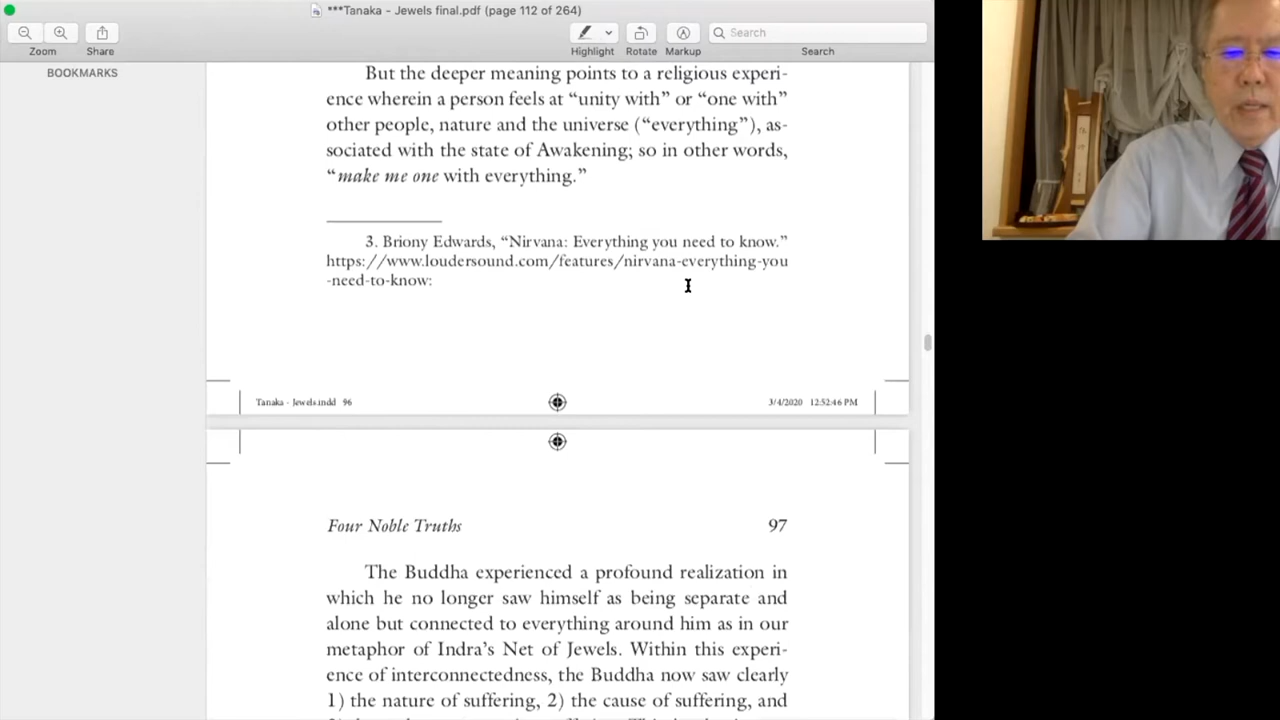 ***Tanaka - Jewels final.pdf (page 112 of 264)
Search
Zoom
Share
Highlight
Rotate
Markup
Search
BOOKMARKS
But the deeper meaning points to a religious experi-
ence wherein a person feels at “unity with” or “one with”
other people, nature and the universe (“everything”), as-
sociated with the state of Awakening; so in other words,
“make me one with everything.”
3. Briony Edwards, “Nirvana: Everything you need to know.”
https://www.loudersound.com/features/nirvana-everything-you
-need-to-know:
Tanaka - Jewels.indd 96
3/4/2020 12:52:46 PM
Four Noble Truths
97
The Buddha experienced a profound realization in
which he no longer saw himself as being separate and
alone but connected to everything around him as in our
metaphor of Indra’s Net of Jewels. Within this experi-
ence of interconnectedness, the Buddha now saw clearly
1) the nature of suffering, 2) the cause of suffering, and